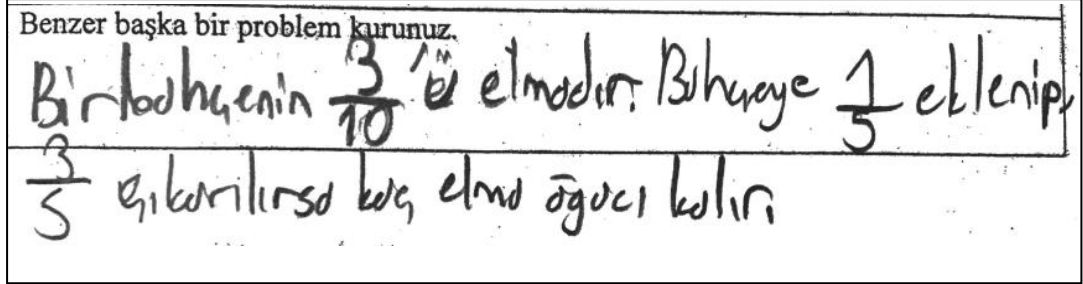 Benzer başka bir problem kurunuz.
Bir bahçenin 3/10 'ü elmadır. Bahçeye 1/5 eklenip,
3/5 çıkarılırsa kaç elma ağacı kalır.